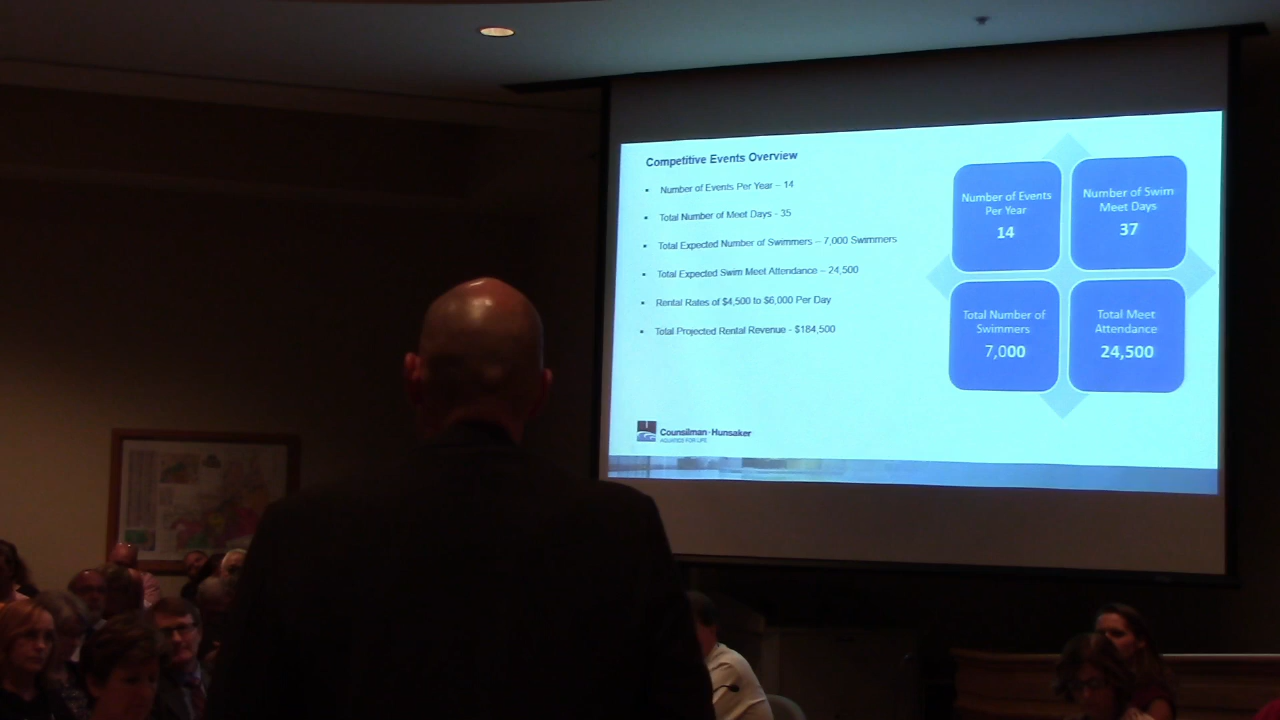 Competitive Events Overview
▪ Number of Events Per Year – 14
▪ Total Number of Meet Days - 35
▪ Total Expected Number of Swimmers – 7,000 Swimmers
▪ Total Expected Swim Meet Attendance – 24,500
▪ Rental Rates of $4,500 to $6,000 Per Day
▪ Total Projected Rental Revenue - $184,500
Number of Events
Per Year
14
Number of Swim
Meet Days
37
Total Number of
Swimmers
7,000
Total Meet
Attendance
24,500
Counsilman · Hunsaker
AQUATICS FOR LIFE